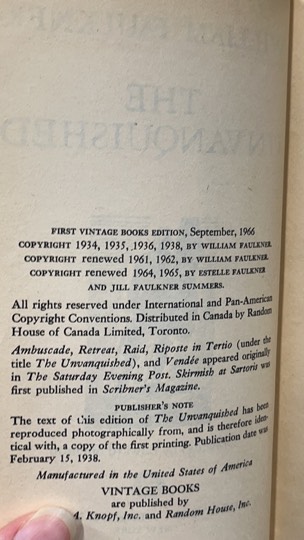 FIRST VINTAGE BOOKS EDITION, September, 1966
COPYRIGHT 1934, 1935, 1936, 1938, BY WILLIAM FAULKNER
COPYRIGHT renewed 1961, 1962, BY WILLIAM FAULKNER.
COPYRIGHT renewed 1964, 1965, BY ESTELLE FAULKNER
AND JILL FAULKNER SUMMERS.
All rights reserved under International and Pan-American
Copyright Conventions. Distributed in Canada by Random
House of Canada Limited, Toronto.
Ambuscade, Retreat, Raid, Riposte in Tertio (under the
title The Unvanquished), and Vendée appeared originally
in The Saturday Evening Post. Skirmish at Sartoris was
first published in Scribner's Magazine.
PUBLISHER'S NOTE
The text of this edition of The Unvanquished has been
reproduced photographically from, and is therefore iden-
tical with, a copy of the first printing. Publication date was
February 15, 1938.
Manufactured in the United States of America
VINTAGE BOOKS
are published by
A. Knopf, Inc. and Random House, Inc.